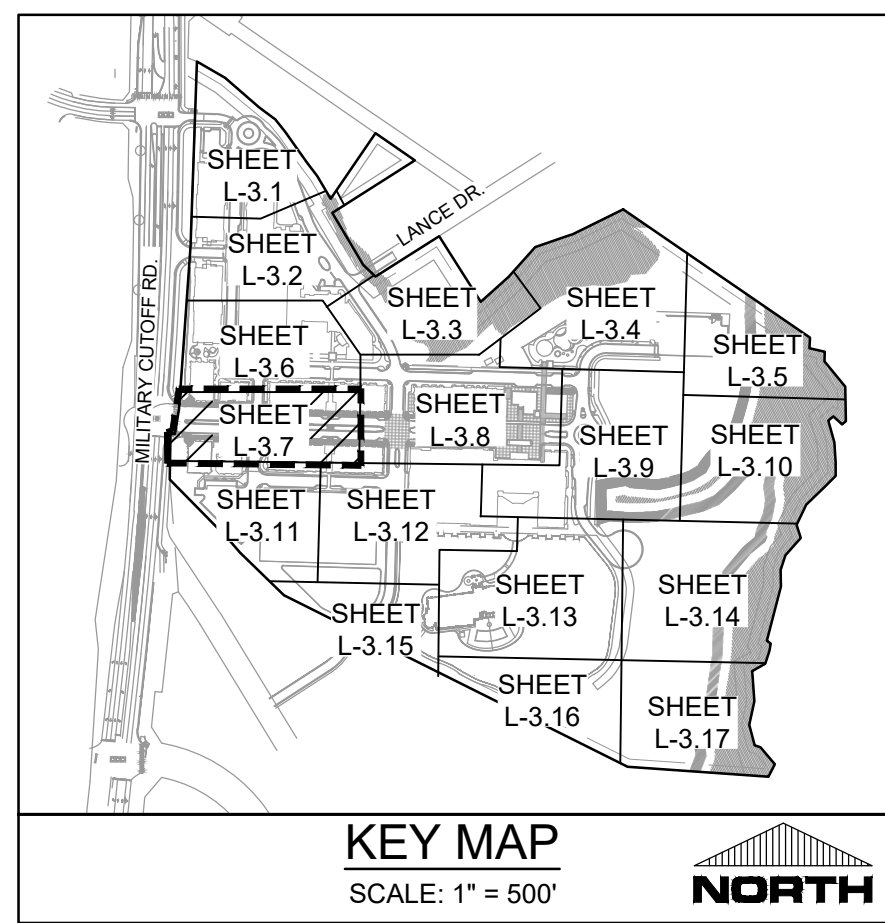 SHEET
L-3.1
LANCE DR.
SHEET
L-3.2
MILITARY CUTOFF RD.
SHEET
L-3.3
SHEET
L-3.4
SHEET
L-3.5
SHEET
L-3.6
SHEET
L-3.7
SHEET
L-3.8
SHEET
L-3.9
SHEET
L-3.10
SHEET
L-3.11
SHEET
L-3.12
SHEET
L-3.13
SHEET
L-3.14
SHEET
L-3.15
SHEET
L-3.16
SHEET
L-3.17
KEY MAP
SCALE: 1" = 500'
NORTH